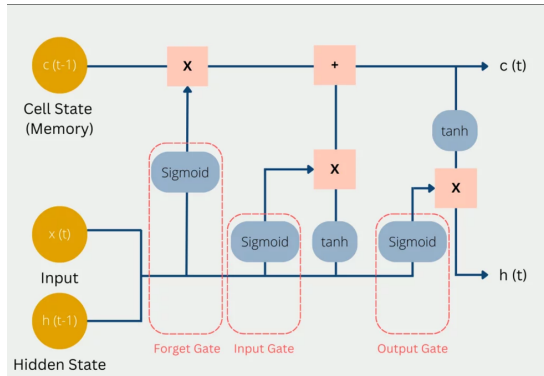 c (t-1)
X
+
c (t)
Cell State
(Memory)
tanh
Sigmoid
X
X
x (t)
Input
Sigmoid
tanh
Sigmoid
h (t)
h (t-1)
Hidden State
Forget Gate
Input Gate
Output Gate